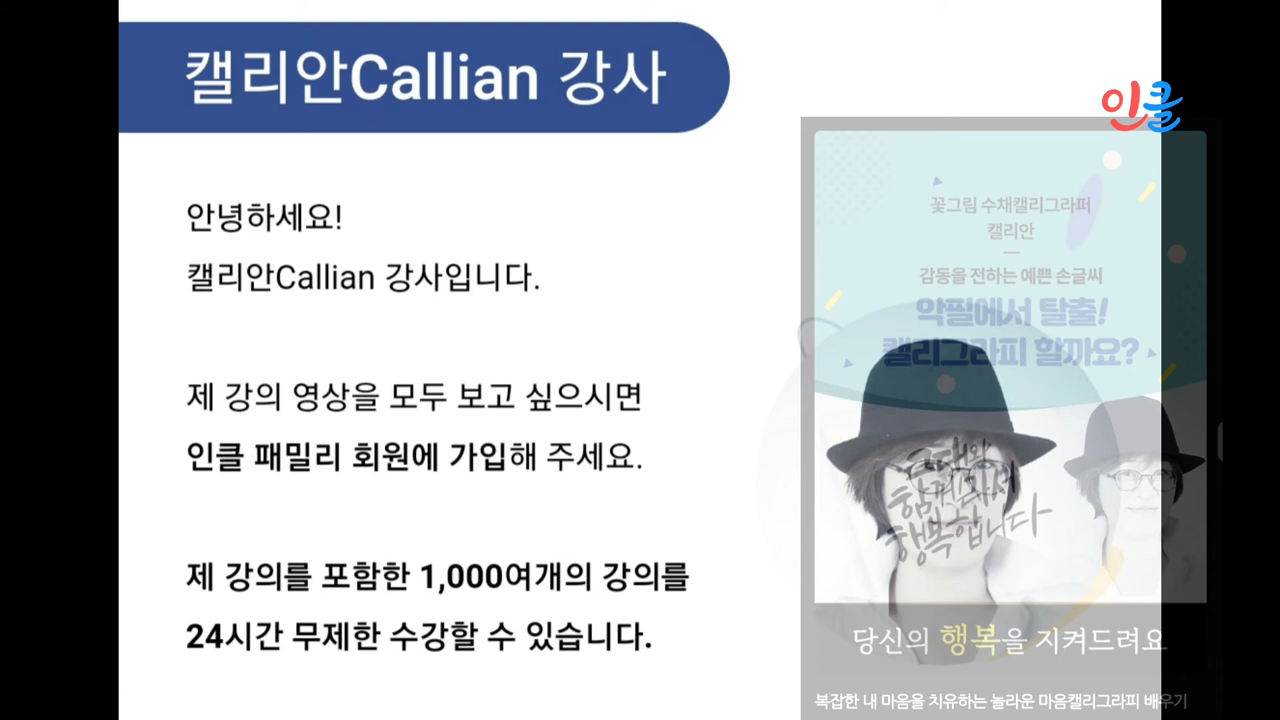 캘리안Callian 강사
인클
안녕하세요!
캘리안Callian 강사입니다.
제 강의 영상을 모두 보고 싶으시면
인클 패밀리 회원에 가입해 주세요.
제 강의를 포함한 1,000여개의 강의를
24시간 무제한 수강할 수 있습니다.
꽃그림 수채캘리그라퍼
캘리안
감동을 전하는 예쁜 손글씨
악필에서 탈출!
캘리그라피 할까요?
그대와
함께라서
행복합니다
당신의 행복을 지켜드려요
복잡한 내 마음을 치유하는 놀라운 마음캘리그라피 배우기